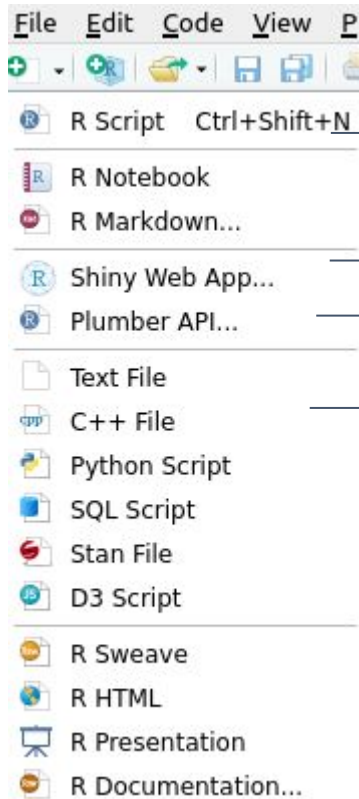 File Edit Code View P
R Script Ctrl+Shift+N
R Notebook
R Markdown...
Shiny Web App...
Plumber API...
Text File
C++ File
Python Script
SQL Script
Stan File
D3 Script
R Sweave
R HTML
R Presentation
R Documentation...